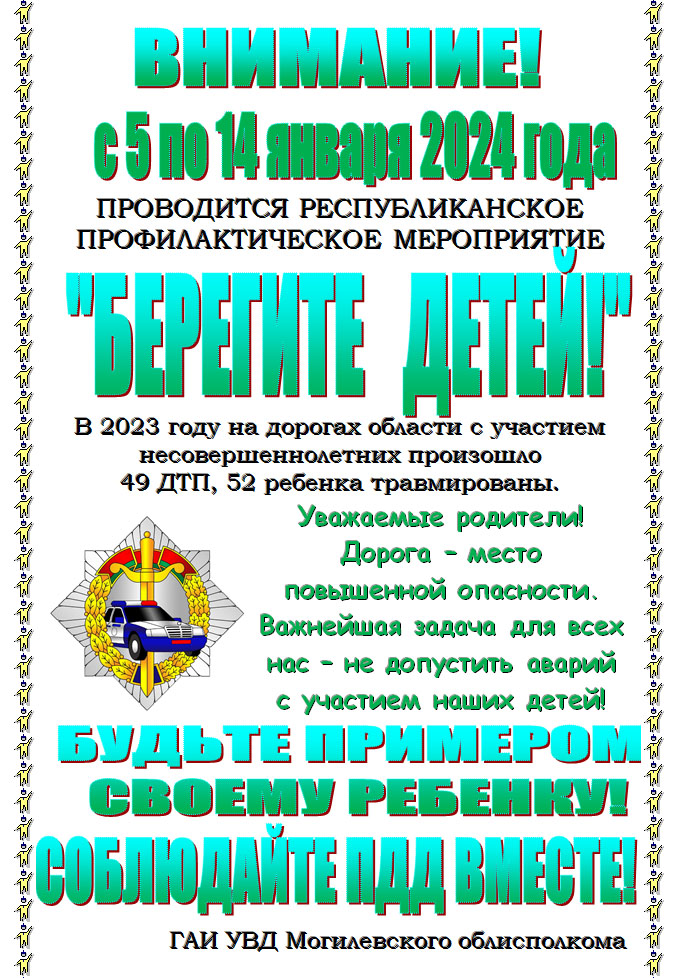 ВНИМАНИЕ!
с 5 по 14 января 2024 года
ПРОВОДИТСЯ РЕСПУБЛИКАНСКОЕ
ПРОФИЛАКТИЧЕСКОЕ МЕРОПРИЯТИЕ
"БЕРЕГИТЕ ДЕТЕЙ!"
В 2023 году на дорогах области с участием
несовершеннолетних произошло
49 ДТП, 52 ребенка травмированы.
Уважаемые родители!
Дорога – место
повышенной опасности.
Важнейшая задача для всех
нас – не допустить аварий
с участием наших детей!
БУДЬТЕ ПРИМЕРОМ
СВОЕМУ РЕБЕНКУ!
СОБЛЮДАЙТЕ ПДД ВМЕСТЕ!
ГАИ УВД Могилевского облисполкома